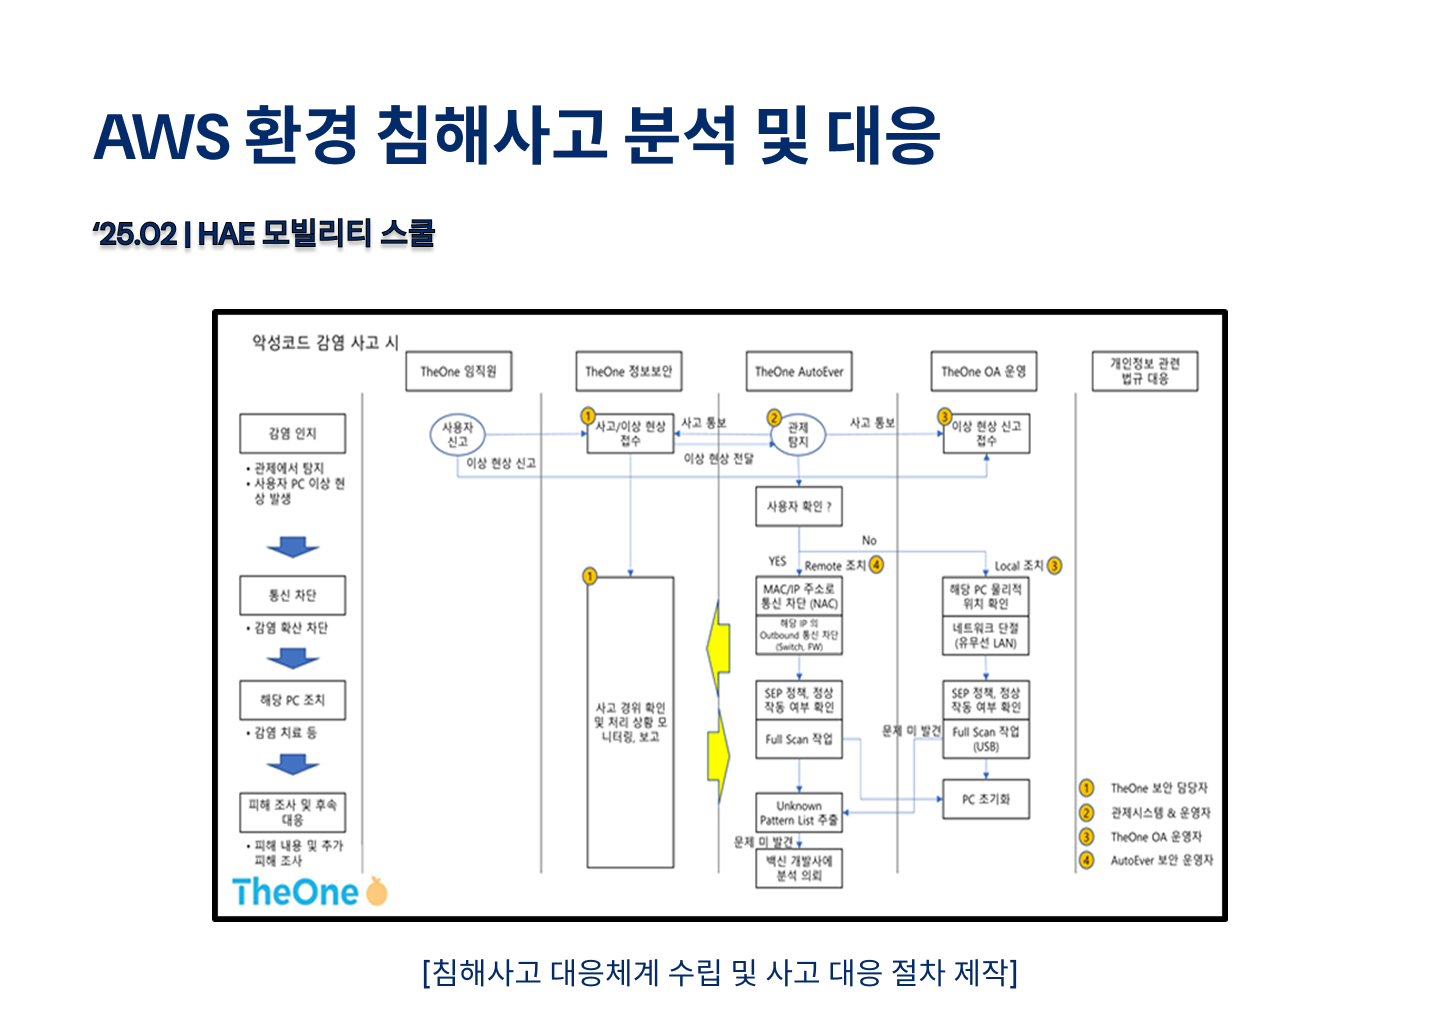 AWS 환경 침해사고 분석 및 대응
‘25.02 | HAE 모빌리티 스쿨
악성코드 감염 사고 시
TheOne 임직원
TheOne 정보보안
TheOne AutoEver
TheOne OA 운영
개인정보 관련
법규 대응
감염 인지
• 관제에서 탐지
• 사용자 PC 이상 현
상 발생
통신 차단
• 감염 확산 차단
해당 PC 조치
• 감염 치료 등
피해 조사 및 후속
대응
• 피해 내용 및 추가
피해 조사
사용자
신고
이상 현상 신고
1
사고/이상 현상
접수
사고 통보
이상 현상 전달
2
관제
탐지
사고 통보
3
이상 현상 신고
접수
사용자 확인 ?
No
YES
Remote 조치 4
Local 조치 3
1
사고 경위 확인
및 처리 상황 모
니터링, 보고
MAC/IP 주소로
통신 차단 (NAC)
해당 IP 의
Outbound 통신 차단
(Switch, FW)
SEP 정책, 정상
작동 여부 확인
Full Scan 작업
Unknown
Pattern List 추출
문제 미 발견
백신 개발사에
분석 의뢰
해당 PC 물리적
위치 확인
네트워크 단절
(유무선 LAN)
SEP 정책, 정상
작동 여부 확인
문제 미 발견
Full Scan 작업
(USB)
PC 초기화
1 TheOne 보안 담당자
2 관제시스템 & 운영자
3 TheOne OA 운영자
4 AutoEver 보안 운영자
TheOne
[침해사고 대응체계 수립 및 사고 대응 절차 제작]